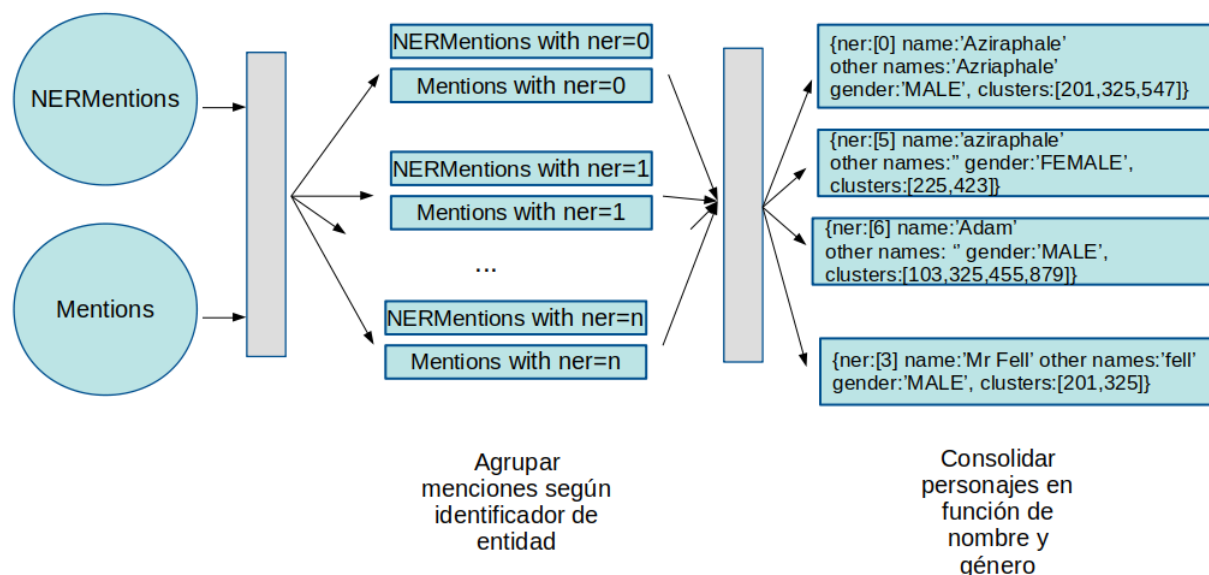 NERMentions
Mentions
NERMentions with ner=0
Mentions with ner=0
NERMentions with ner=1
Mentions with ner=1
...
NERMentions with ner=n
Mentions with ner=n
{ner:[0] name:’Aziraphale’
other names:’Azriaphale’
gender:’MALE’, clusters:[201,325,547]}
{ner:[5] name:’aziraphale’
other names:’’ gender:’FEMALE’,
clusters:[225,423]}
{ner:[6] name:’Adam’
other names: ‘’ gender:’MALE’,
clusters:[103,325,455,879]}
{ner:[3] name:’Mr Fell’ other names:’fell’
gender:’MALE’, clusters:[201,325]}
Agrupar
menciones según
identificador de
entidad
Consolidar
personajes en
función de
nombre y
género